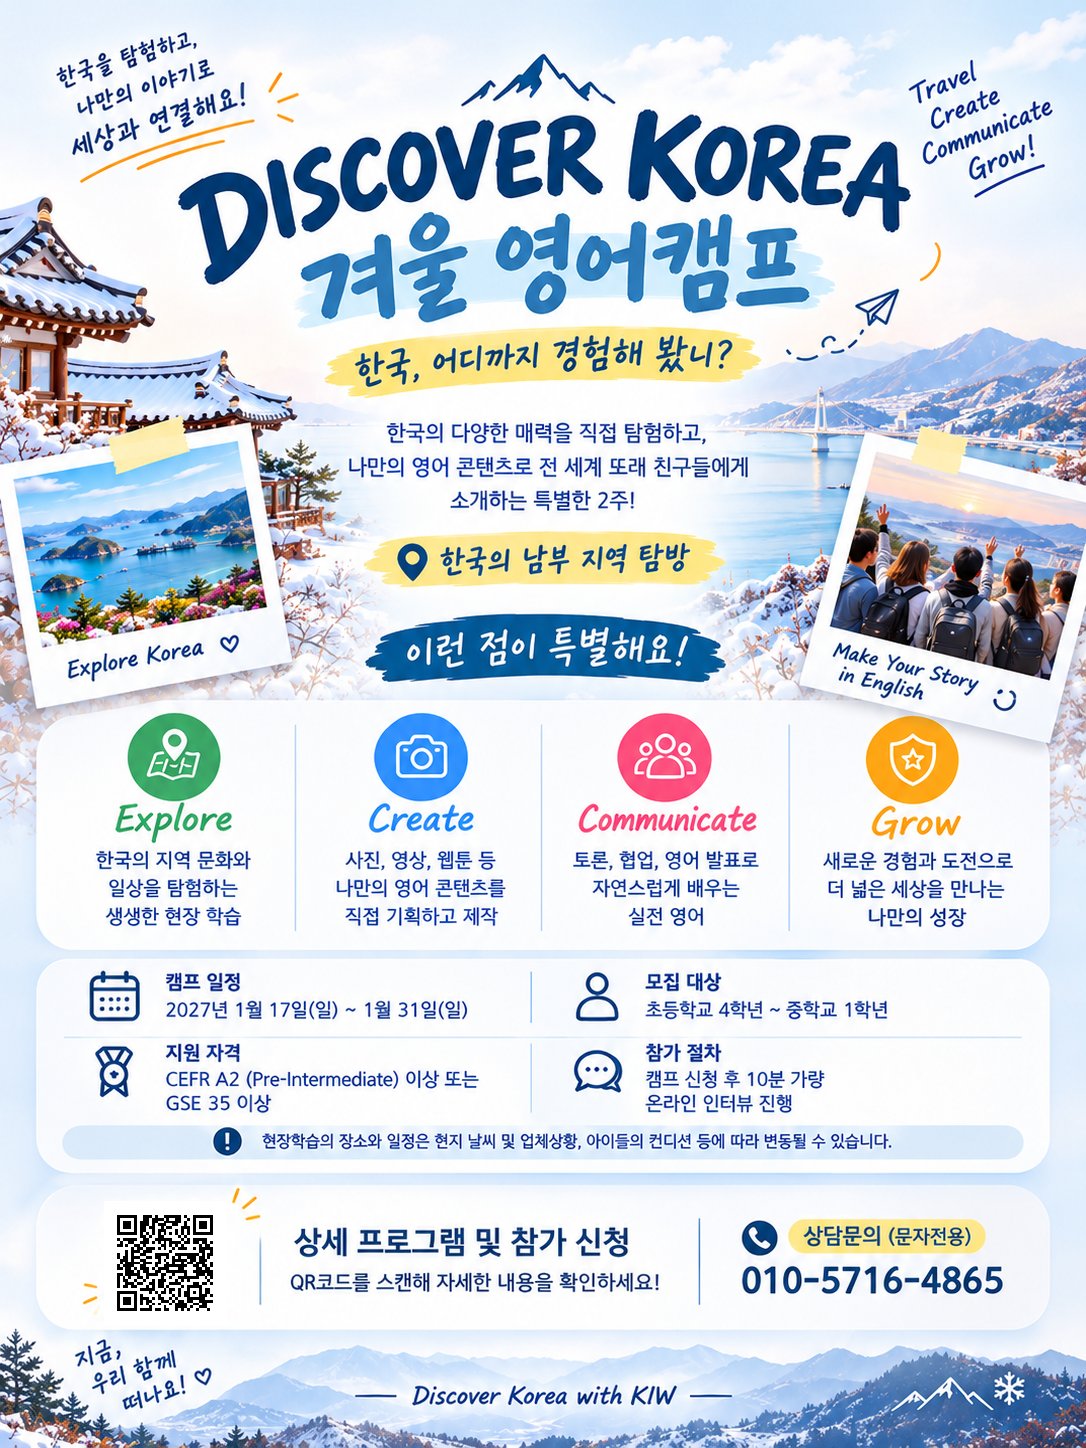 한국을 탐험하고,
나만의 이야기로
세상과 연결해요!
Travel
Create
Communicate
Grow!
DISCOVER KOREA
겨울 영어캠프
한국, 어디까지 경험해 봤니?
한국의 다양한 매력을 직접 탐험하고,
나만의 영어 콘텐츠로 전 세계 또래 친구들에게
소개하는 특별한 2주!
한국의 남부 지역 탐방
이런 점이 특별해요!
Explore Korea
Make Your Story
in English
Explore
한국의 지역 문화와
일상을 탐험하는
생생한 현장 학습
Create
사진, 영상, 웹툰 등
나만의 영어 콘텐츠를
직접 기획하고 제작
Communicate
토론, 협업, 영어 발표로
자연스럽게 배우는
실전 영어
Grow
새로운 경험과 도전으로
더 넓은 세상을 만나는
나만의 성장
캠프 일정
2027년 1월 17일(일) ~ 1월 31일(일)
모집 대상
초등학교 4학년 ~ 중학교 1학년
지원 자격
CEFR A2 (Pre-Intermediate) 이상 또는
GSE 35 이상
참가 절차
캠프 신청 후 10분 가량
온라인 인터뷰 진행
현장학습의 장소와 일정은 현지 날씨 및 업체상황, 아이들의 컨디션 등에 따라 변동될 수 있습니다.
상세 프로그램 및 참가 신청
QR코드를 스캔해 자세한 내용을 확인하세요!
상담문의 (문자전용)
010-5716-4865
지금,
우리 함께
떠나요!
Discover Korea with KIW